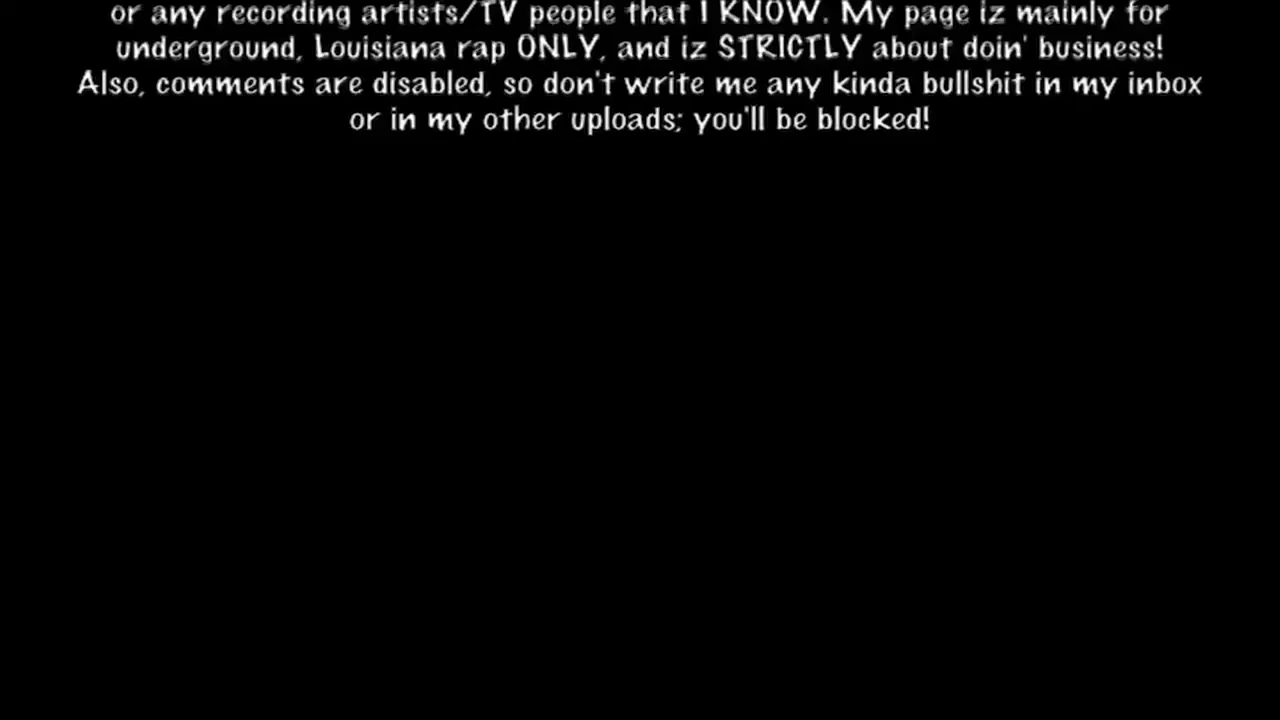 or any recording artists/TV people that I KNOW. My page iz mainly for
underground, Louisiana rap ONLY, and iz STRICTLY about doin' business!
Also, comments are disabled, so don't write me any kinda bullshit in my inbox
or in my other uploads; you'll be blocked!